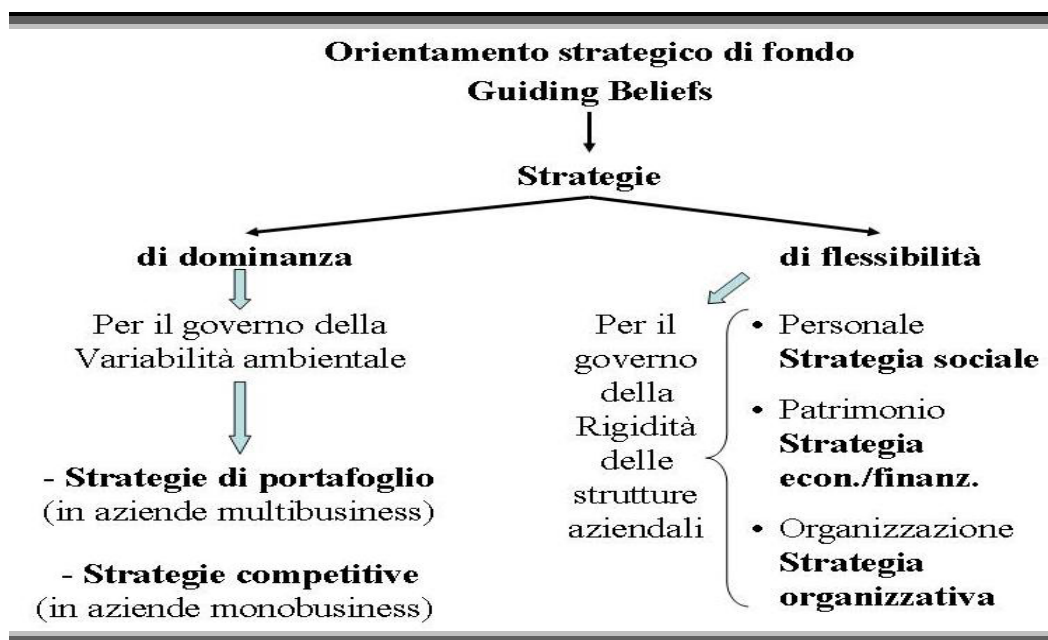 Orientamento strategico di fondo
Guiding Beliefs
Strategie
di dominanza
Per il governo della
Variabilità ambientale
- Strategie di portafoglio
(in aziende multibusiness)
- Strategie competitive
(in aziende monobusiness)
di flessibilità
Per il
governo
della
Rigidità
delle
strutture
aziendali
• Personale
Strategia sociale
• Patrimonio
Strategia
econ./finanz.
• Organizzazione
Strategia
organizzativa